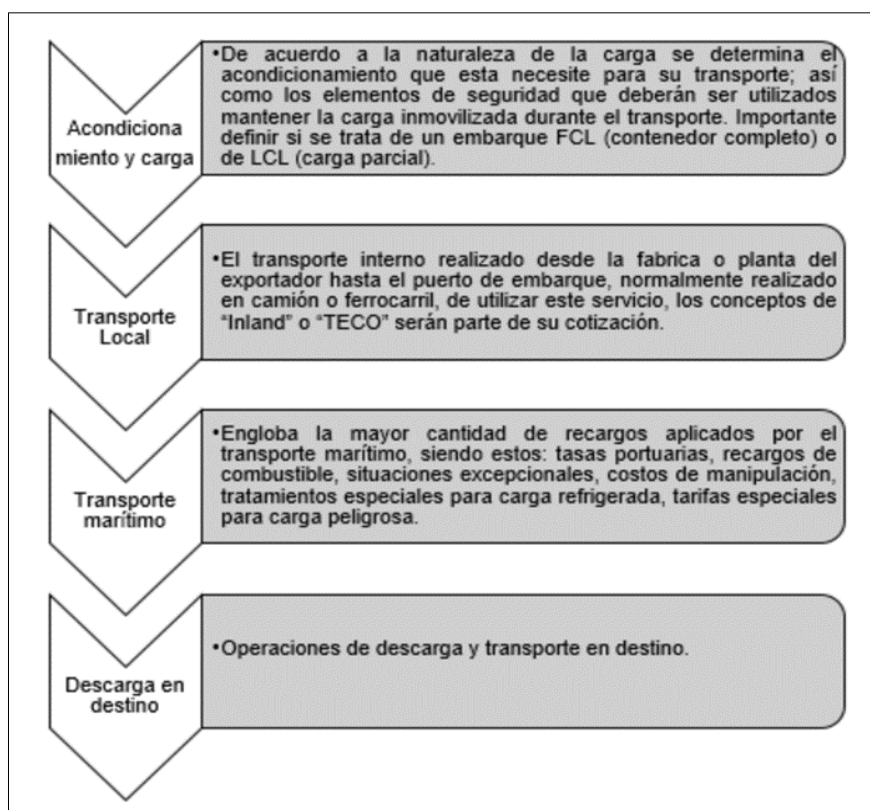 Acondiciona
miento y carga
•De acuerdo a la naturaleza de la carga se determina el
acondicionamiento que esta necesite para su transporte; así
como los elementos de seguridad que deberán ser utilizados
mantener la carga inmovilizada durante el transporte. Importante
definir si se trata de un embarque FCL (contenedor completo) o
de LCL (carga parcial).
Transporte
Local
•El transporte interno realizado desde la fabrica o planta del
exportador hasta el puerto de embarque, normalmente realizado
en camión o ferrocarril, de utilizar este servicio, los conceptos de
“Inland” o “TECO” serán parte de su cotización.
Transporte
marítimo
•Engloba la mayor cantidad de recargos aplicados por el
transporte marítimo, siendo estos: tasas portuarias, recargos de
combustible, situaciones excepcionales, costos de manipulación,
tratamientos especiales para carga refrigerada, tarifas especiales
para carga peligrosa.
Descarga en
destino
•Operaciones de descarga y transporte en destino.